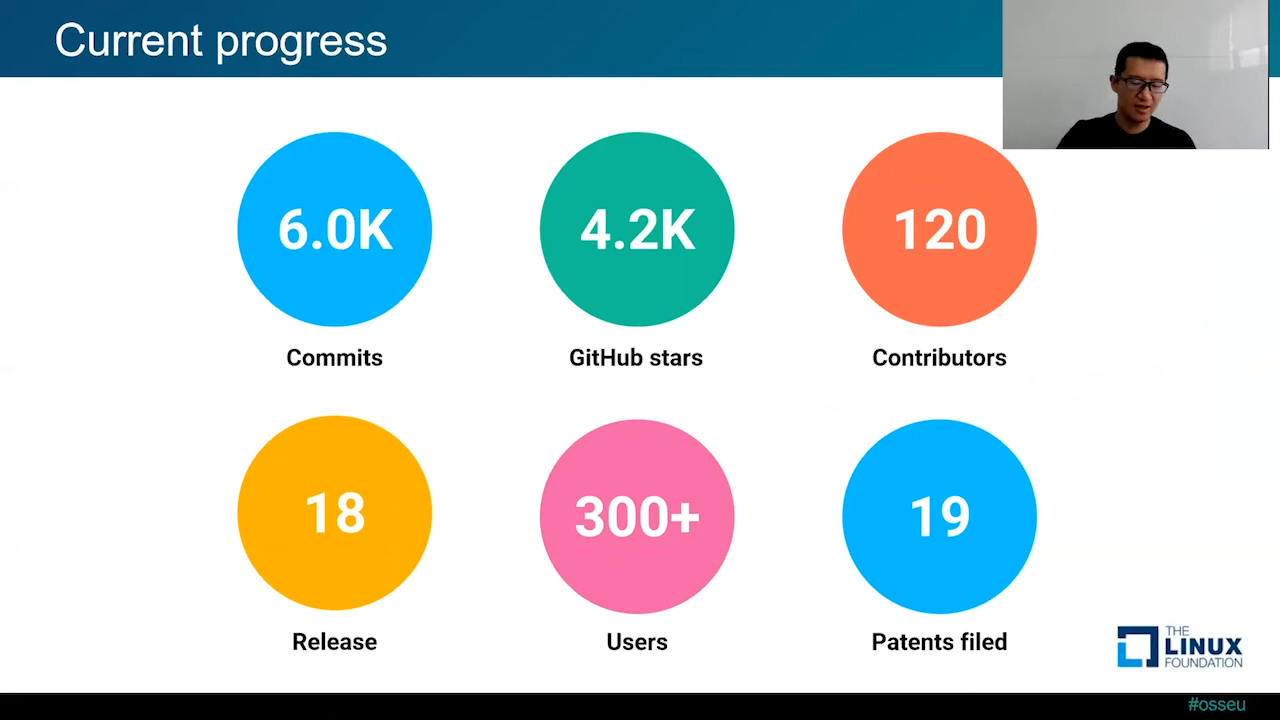 Current progress
6.0K
4.2K
120
Commits
GitHub stars
Contributors
18
300+
19
Release
Users
Patents filed
THE
LINUX
FOUNDATION
#osseu